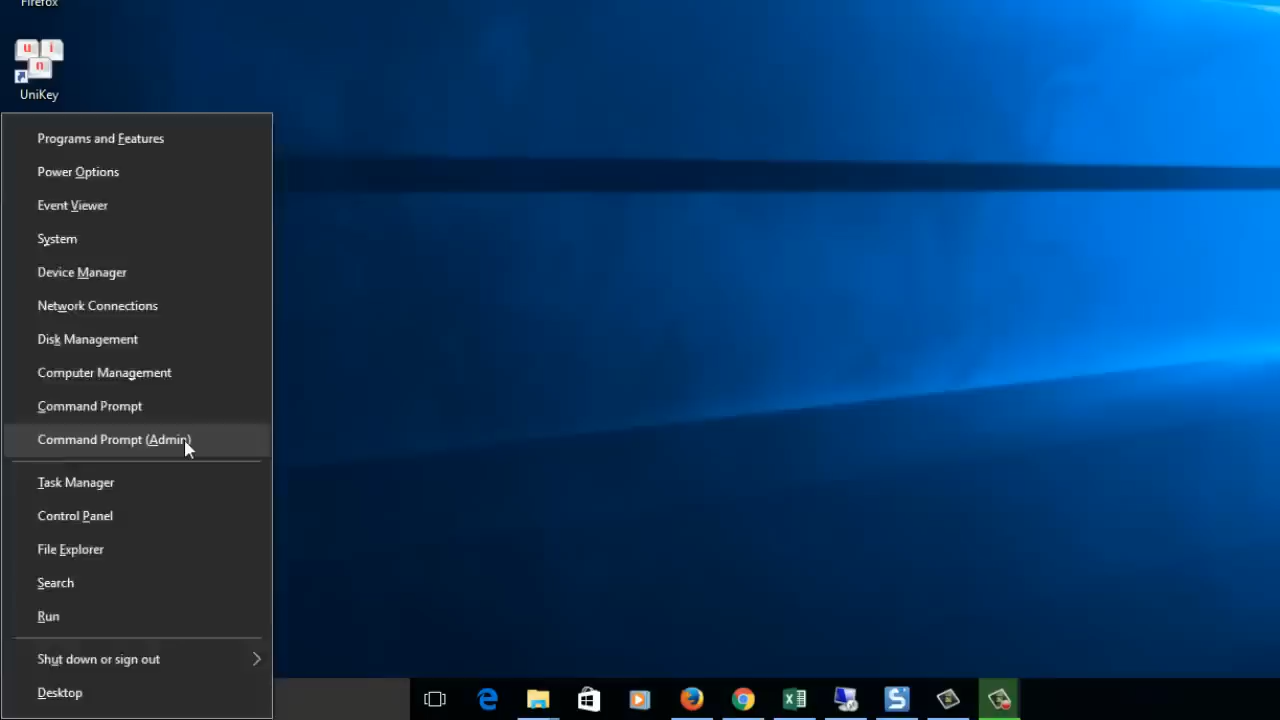 Firefox
u i
n
UniKey
Programs and Features
Power Options
Event Viewer
System
Device Manager
Network Connections
Disk Management
Computer Management
Command Prompt
Command Prompt (Admin)
Task Manager
Control Panel
File Explorer
Search
Run
Shut down or sign out
Desktop